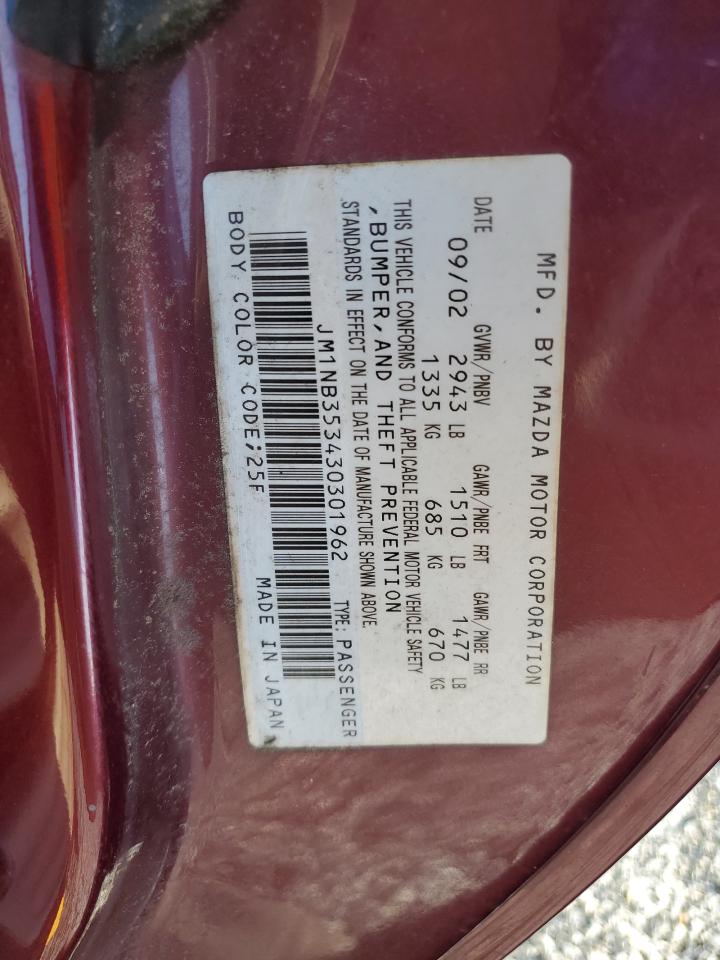 MFD. BY MAZDA MOTOR CORPORATION
DATE GVWR/PNBV GAWR/PNBE FRT GAWR/PNBE RR
09/02 2943 LB 1510 LB 1477 LB
1335 KG 685 KG 670 KG
THIS VEHICLE CONFORMS TO ALL APPLICABLE FEDERAL MOTOR VEHICLE SAFETY
,BUMPER,AND THEFT PREVENTION
STANDARDS IN EFFECT ON THE DATE OF MANUFACTURE SHOWN ABOVE.
JM1NB353430301962 TYPE: PASSENGER
BODY COLOR CODE;25F MADE IN JAPAN